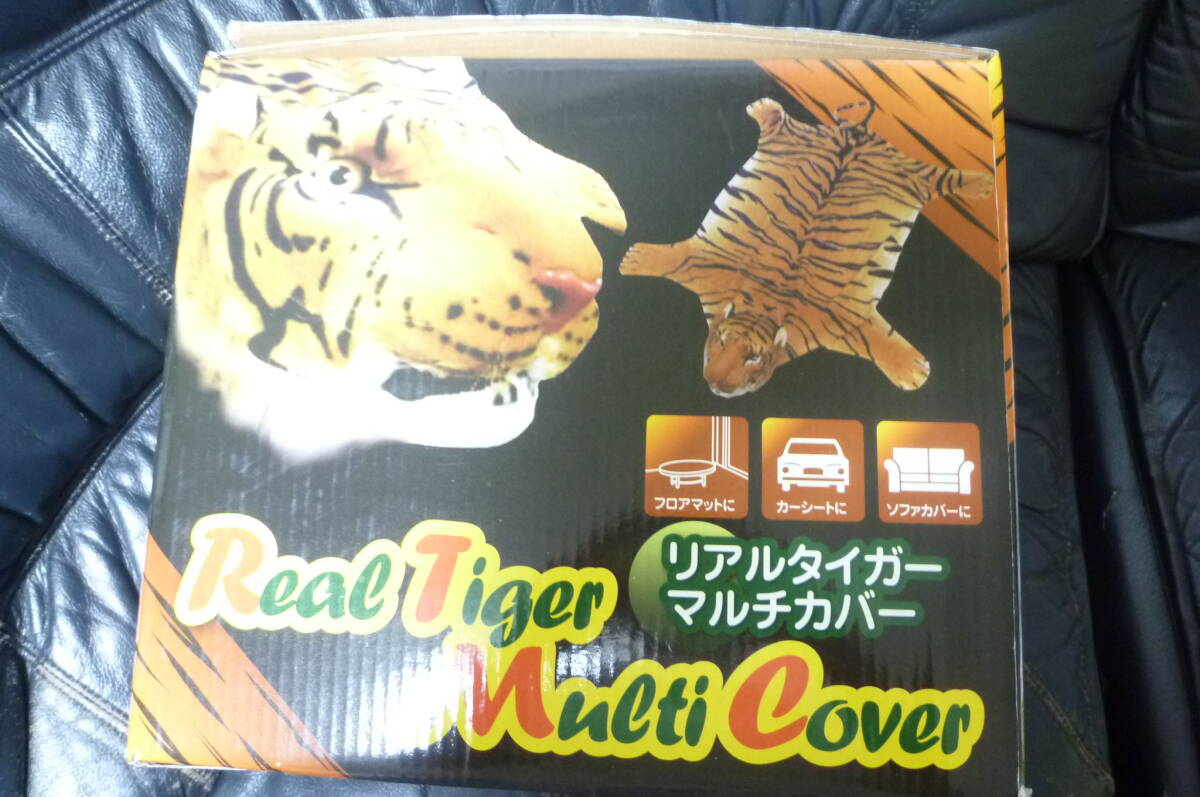 フロアマットに
カーシートに
ソファカバーに
Real Tiger
Multi Cover
リアルタイガー
マルチカバー